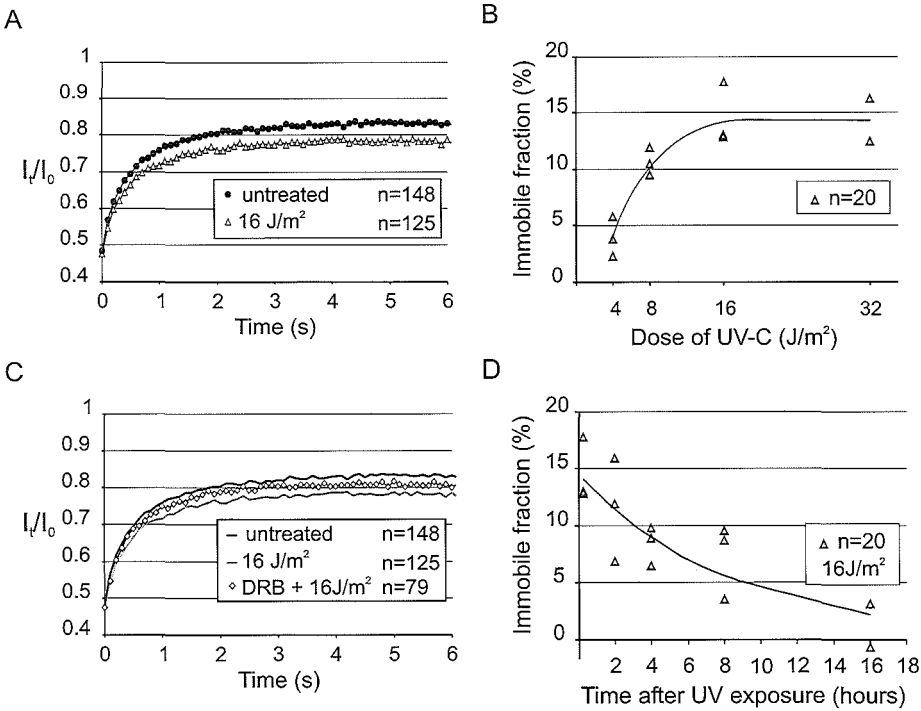 A
1
0.9
0.8
0.7
0.6
0.5
0.4
It/I0
0 1 2 3 4 5 6
Time (s)
untreated n=148
16 J/m² n=125
B
20
15
10
5
0
Immobile fraction (%)
4 8 16 32
Dose of UV-C (J/m²)
n=20
C
1
0.9
0.8
0.7
0.6
0.5
0.4
It/I0
0 1 2 3 4 5 6
Time (s)
untreated n=148
16 J/m² n=125
DRB + 16J/m² n=79
D
20
15
10
5
0
Immobile fraction (%)
2 4 6 8 10 12 14 16 18
Time after UV exposure (hours)
n=20
16J/m²